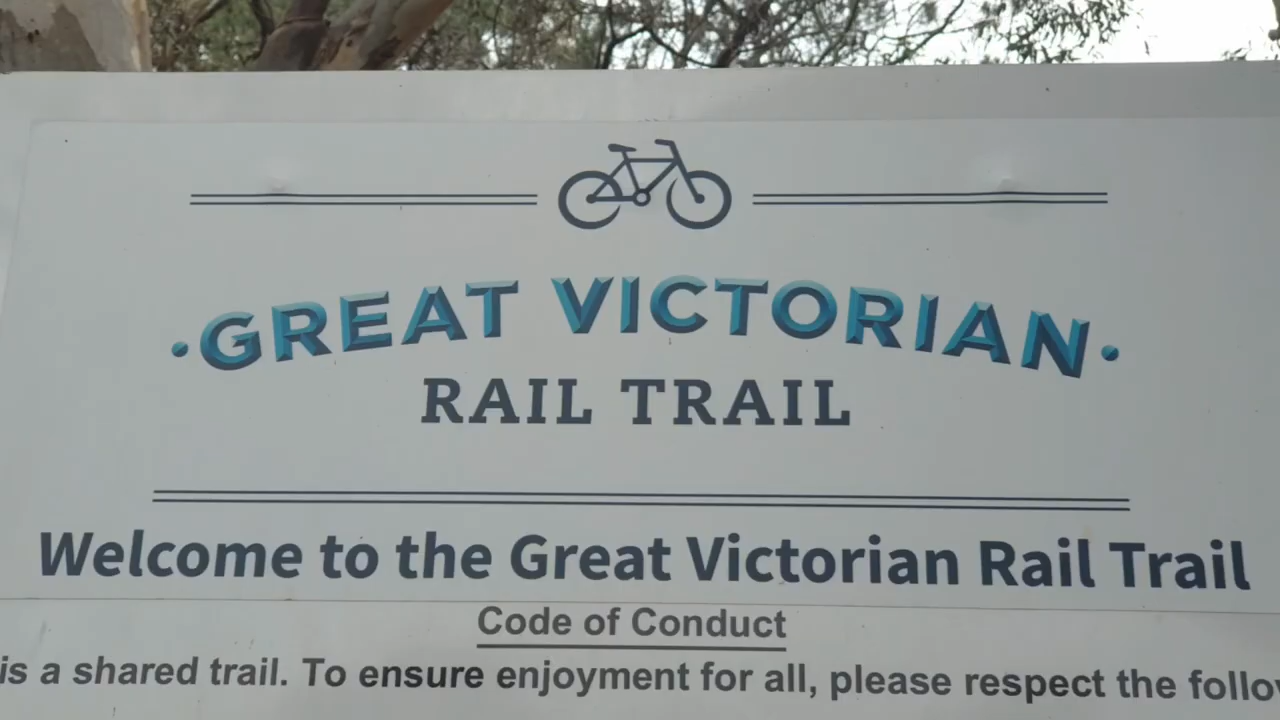 ·GREAT VICTORIAN·
RAIL TRAIL
Welcome to the Great Victorian Rail Trail
Code of Conduct
is a shared trail. To ensure enjoyment for all, please respect the